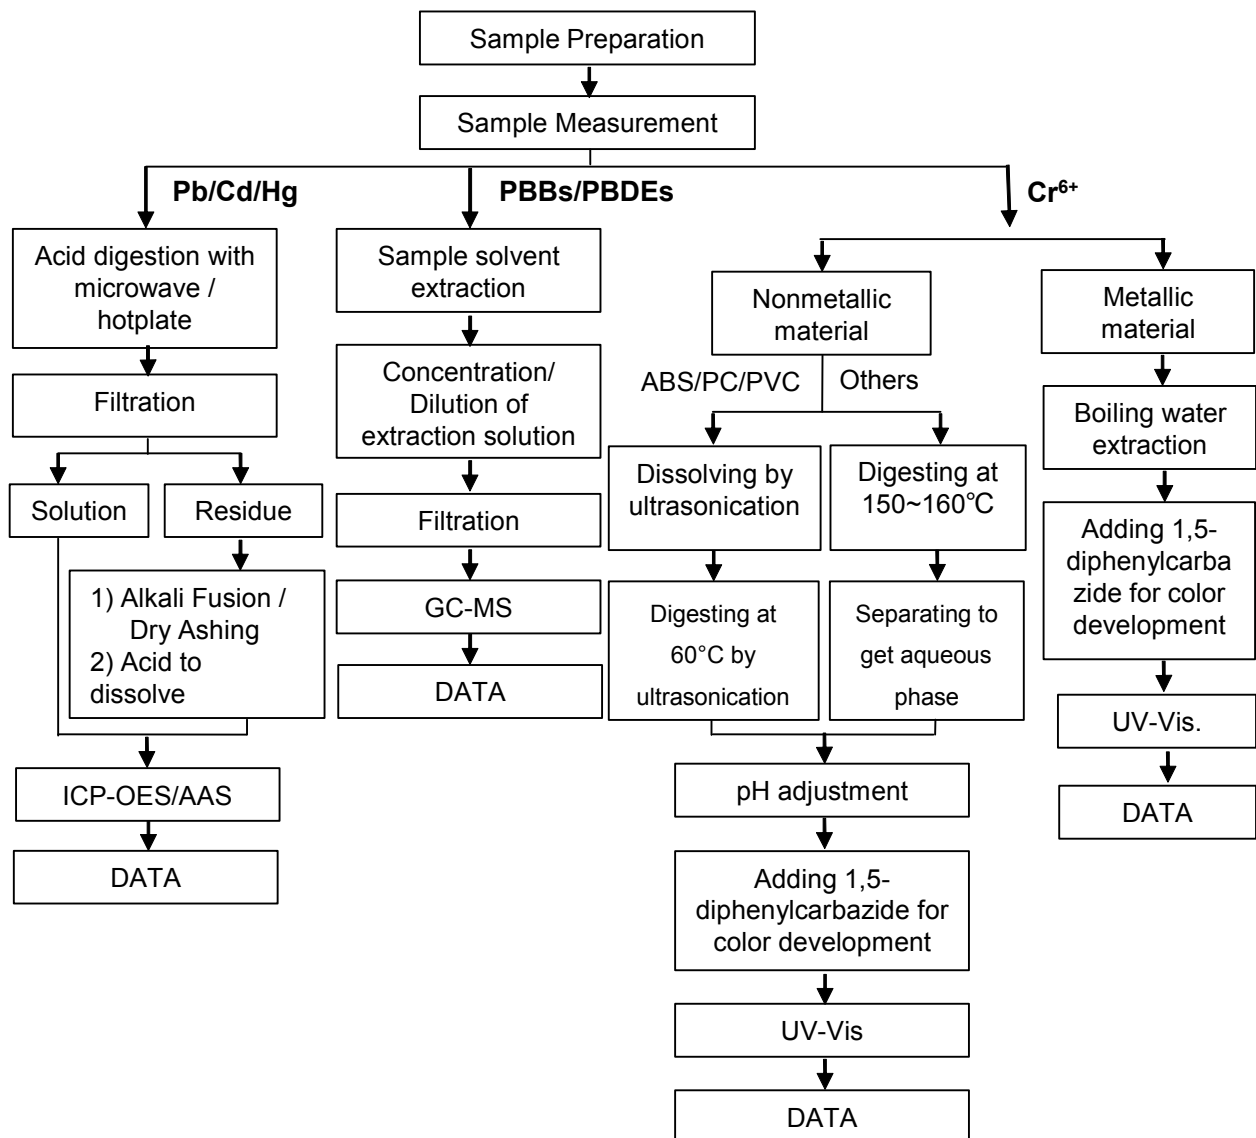 Sample Preparation
Sample Measurement
Pb/Cd/Hg
PBBs/PBDEs
Cr⁶⁺
Acid digestion with
microwave /
hotplate
Filtration
Solution
Residue
1) Alkali Fusion /
Dry Ashing
2) Acid to
dissolve
ICP-OES/AAS
DATA
Sample solvent
extraction
Concentration/
Dilution of
extraction solution
Filtration
GC-MS
DATA
Nonmetallic
material
ABS/PC/PVC
Others
Dissolving by
ultrasonication
Digesting at
60°C by
ultrasonication
Digesting at
150~160℃
Separating to
get aqueous
phase
pH adjustment
Adding 1,5-
diphenylcarbazide for
color development
UV-Vis
DATA
Metallic
material
Boiling water
extraction
Adding 1,5-
diphenylcarba
zide for color
development
UV-Vis.
DATA